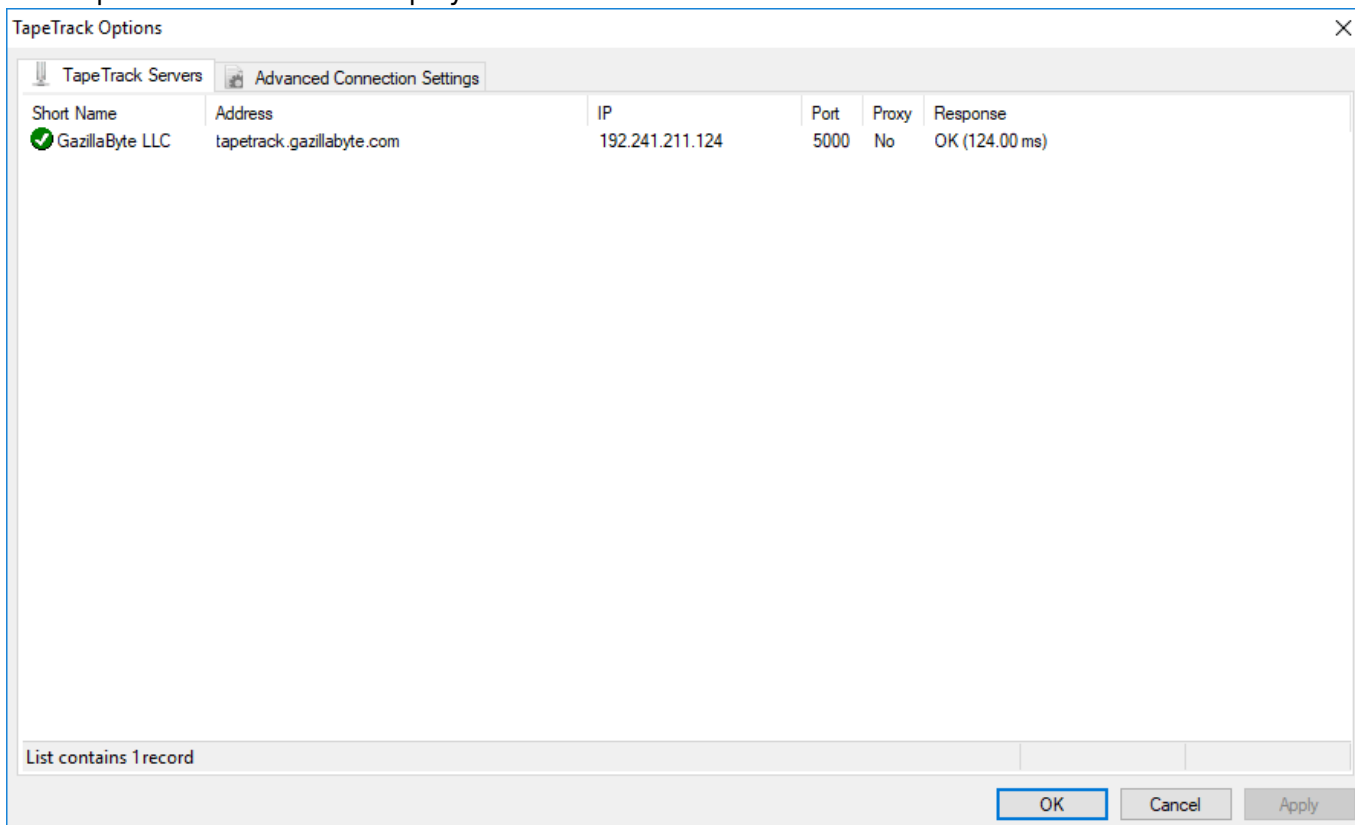 TapeTrack Options
TapeTrack Servers Advanced Connection Settings
Short Name Address IP Port Proxy Response
GazillaByte LLC tapetrack.gazillabyte.com 192.241.211.124 5000 No OK (124.00 ms)
List contains 1 record
OK Cancel Apply